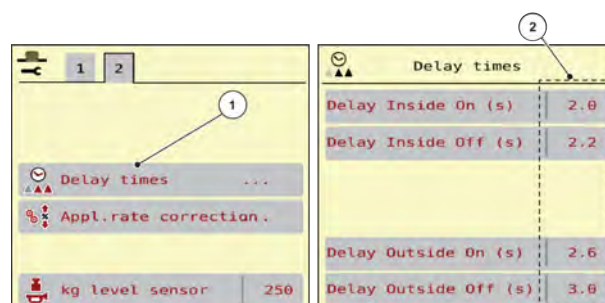 2
1 2
1
Delay times ...
Appl.rate correction.
kg level sensor 250
Delay times
Delay Inside On (s) 2.0
Delay Inside Off (s) 2.2
Delay Outside On (s) 2.6
Delay Outside Off (s) 3.0